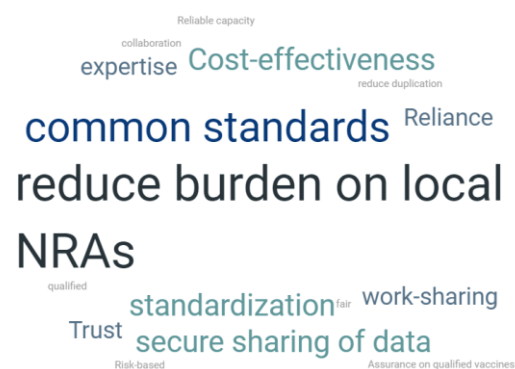 Reliable capacity
collaboration
expertise Cost-effectiveness
reduce duplication
common standards Reliance
reduce burden on local
NRAs
qualified
standardization fair work-sharing
Trust secure sharing of data
Risk-based Assurance on qualified vaccines